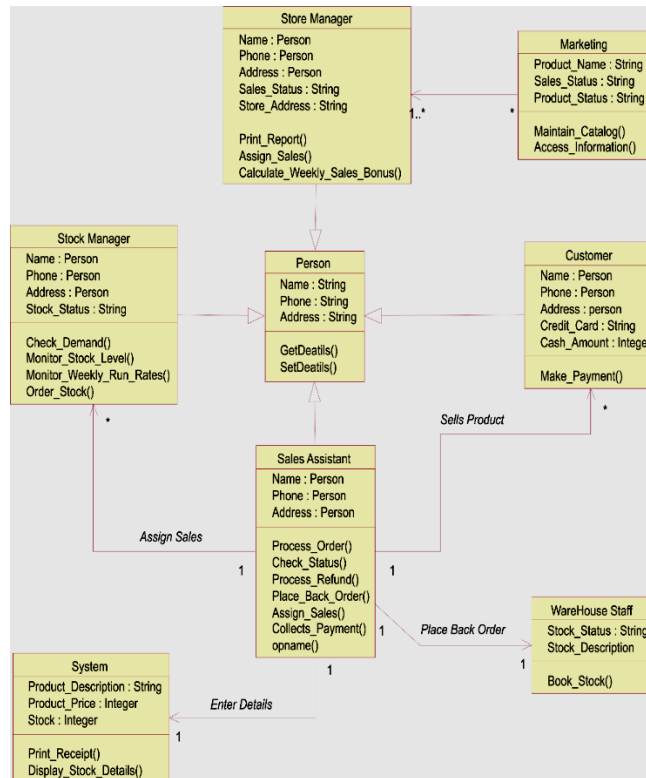 Store Manager
Name : Person
Phone : Person
Address : Person
Sales_Status : String
Store_Address : String
Print_Report()
Assign_Sales()
Calculate_Weekly_Sales_Bonus()
Marketing
Product_Name : String
Sales_Status : String
Product_Status : String
Maintain_Catalog()
Access_Information()
1..*
*
Stock Manager
Name : Person
Phone : Person
Address : Person
Stock_Status : String
Check_Demand()
Monitor_Stock_Level()
Monitor_Weekly_Run_Rates()
Order_Stock()
Person
Name : String
Phone : String
Address : String
GetDeatils()
SetDeatils()
Customer
Name : Person
Phone : Person
Address : person
Credit_Card : String
Cash_Amount : Intege
Make_Payment()
*
*
Sells Product
Assign Sales
1
1
Sales Assistant
Name : Person
Phone : Person
Address : Person
Process_Order()
Check_Status()
Process_Refund()
Place_Back_Order()
Assign_Sales()
Collects_Payment()
opname()
1
Place Back Order
1
WareHouse Staff
Stock_Status : String
Stock_Description
Book_Stock()
System
Product_Description : String
Product_Price : Integer
Stock : Integer
Print_Receipt()
Display_Stock_Details()
1
Enter Details
1